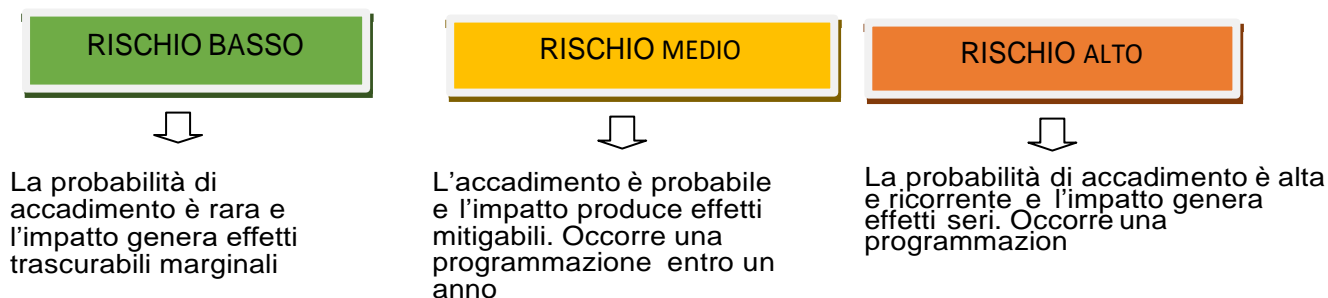 RISCHIO BASSO
La probabilità di
accadimento è rara e
l'impatto genera effetti
trascurabili marginali
RISCHIO MEDIO
L'accadimento è probabile
e l'impatto produce effetti
mitigabili. Occorre una
programmazione entro un
anno
RISCHIO ALTO
La probabilità di accadimento è alta
e ricorrente e l'impatto genera
effetti seri. Occorre una
programmazion